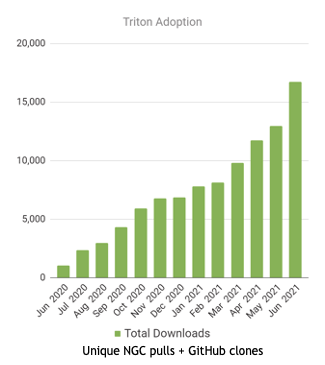 Triton Adoption
20,000
15,000
10,000
5,000
0
Jun 2020
Jul 2020
Aug 2020
Sep 2020
Oct 2020
Nov 2020
Dec 2020
Jan 2021
Feb 2021
Mar 2021
Apr 2021
May 2021
Jun 2021
Total Downloads
Unique NGC pulls + GitHub clones